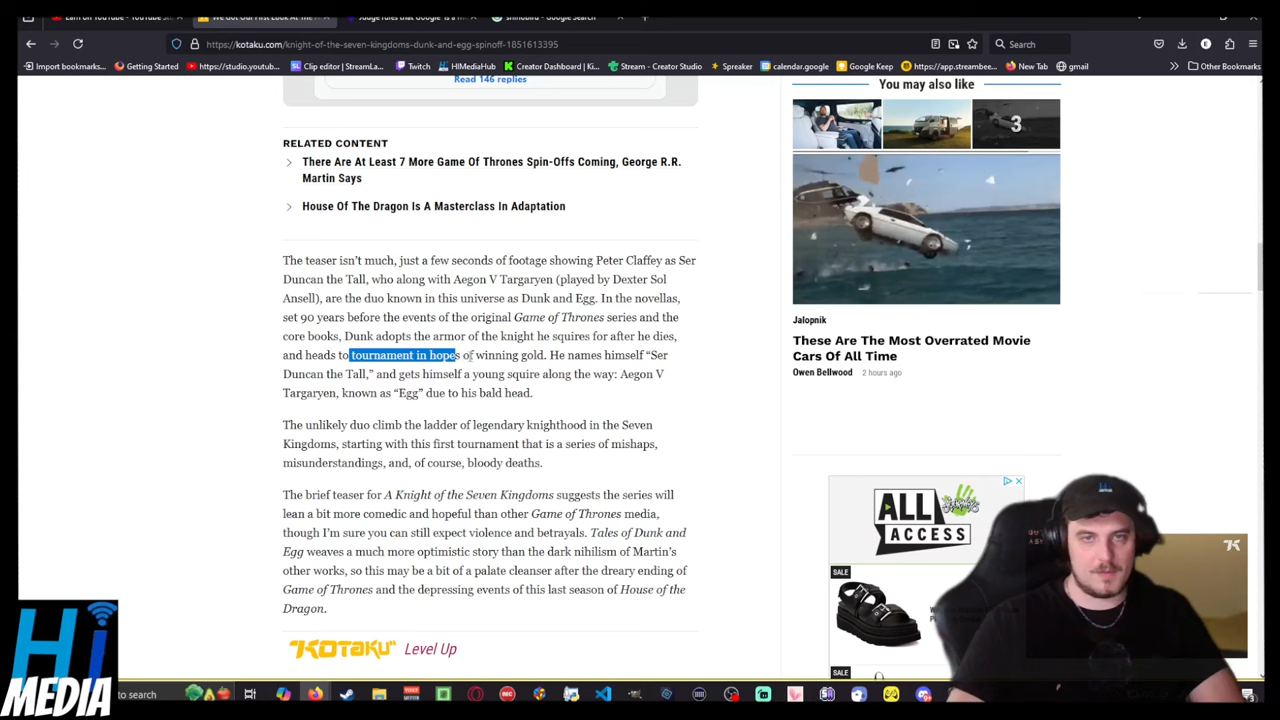 We Got Our First Look At The
Judge rules that Google 'is a m
shinobird - Google Search
https://kotaku.com/knight-of-the-seven-kingdoms-dunk-and-egg-spinoff-1851613395
Search
Import bookmarks...
Getting Started
https://studio.youtub...
Clip editor | StreamLa...
Twitch
HIMediaHub
Creator Dashboard | Ki...
Stream - Creator Studio
Spreaker
calendar.google
Google Keep
https://app.streambee...
New Tab
gmail
Other Bookmarks
Read 146 replies
RELATED CONTENT
There Are At Least 7 More Game Of Thrones Spin-Offs Coming, George R.R.
Martin Says
House Of The Dragon Is A Masterclass In Adaptation
The teaser isn't much, just a few seconds of footage showing Peter Claffey as Ser
Duncan the Tall, who along with Aegon V Targaryen (played by Dexter Sol
Ansell), are the duo known in this universe as Dunk and Egg. In the novellas,
set 90 years before the events of the original Game of Thrones series and the
core books, Dunk adopts the armor of the knight he squires for after he dies,
and heads to tournament in hopes of winning gold. He names himself “Ser
Duncan the Tall,” and gets himself a young squire along the way: Aegon V
Targaryen, known as “Egg” due to his bald head.
The unlikely duo climb the ladder of legendary knighthood in the Seven
Kingdoms, starting with this first tournament that is a series of mishaps,
misunderstandings, and, of course, bloody deaths.
The brief teaser for A Knight of the Seven Kingdoms suggests the series will
lean a bit more comedic and hopeful than other Game of Thrones media,
though I'm sure you can still expect violence and betrayals. Tales of Dunk and
Egg weaves a much more optimistic story than the dark nihilism of Martin's
other works, so this may be a bit of a palate cleanser after the dreary ending of
Game of Thrones and the depressing events of this last season of House of the
Dragon.
KOTAKU Level Up
You may also like
3
Jalopnik
These Are The Most Overrated Movie
Cars Of All Time
Owen Bellwood 2 hours ago
ALL
ACCESS
SALE
SALE
Hi
MEDIA
to search
REC